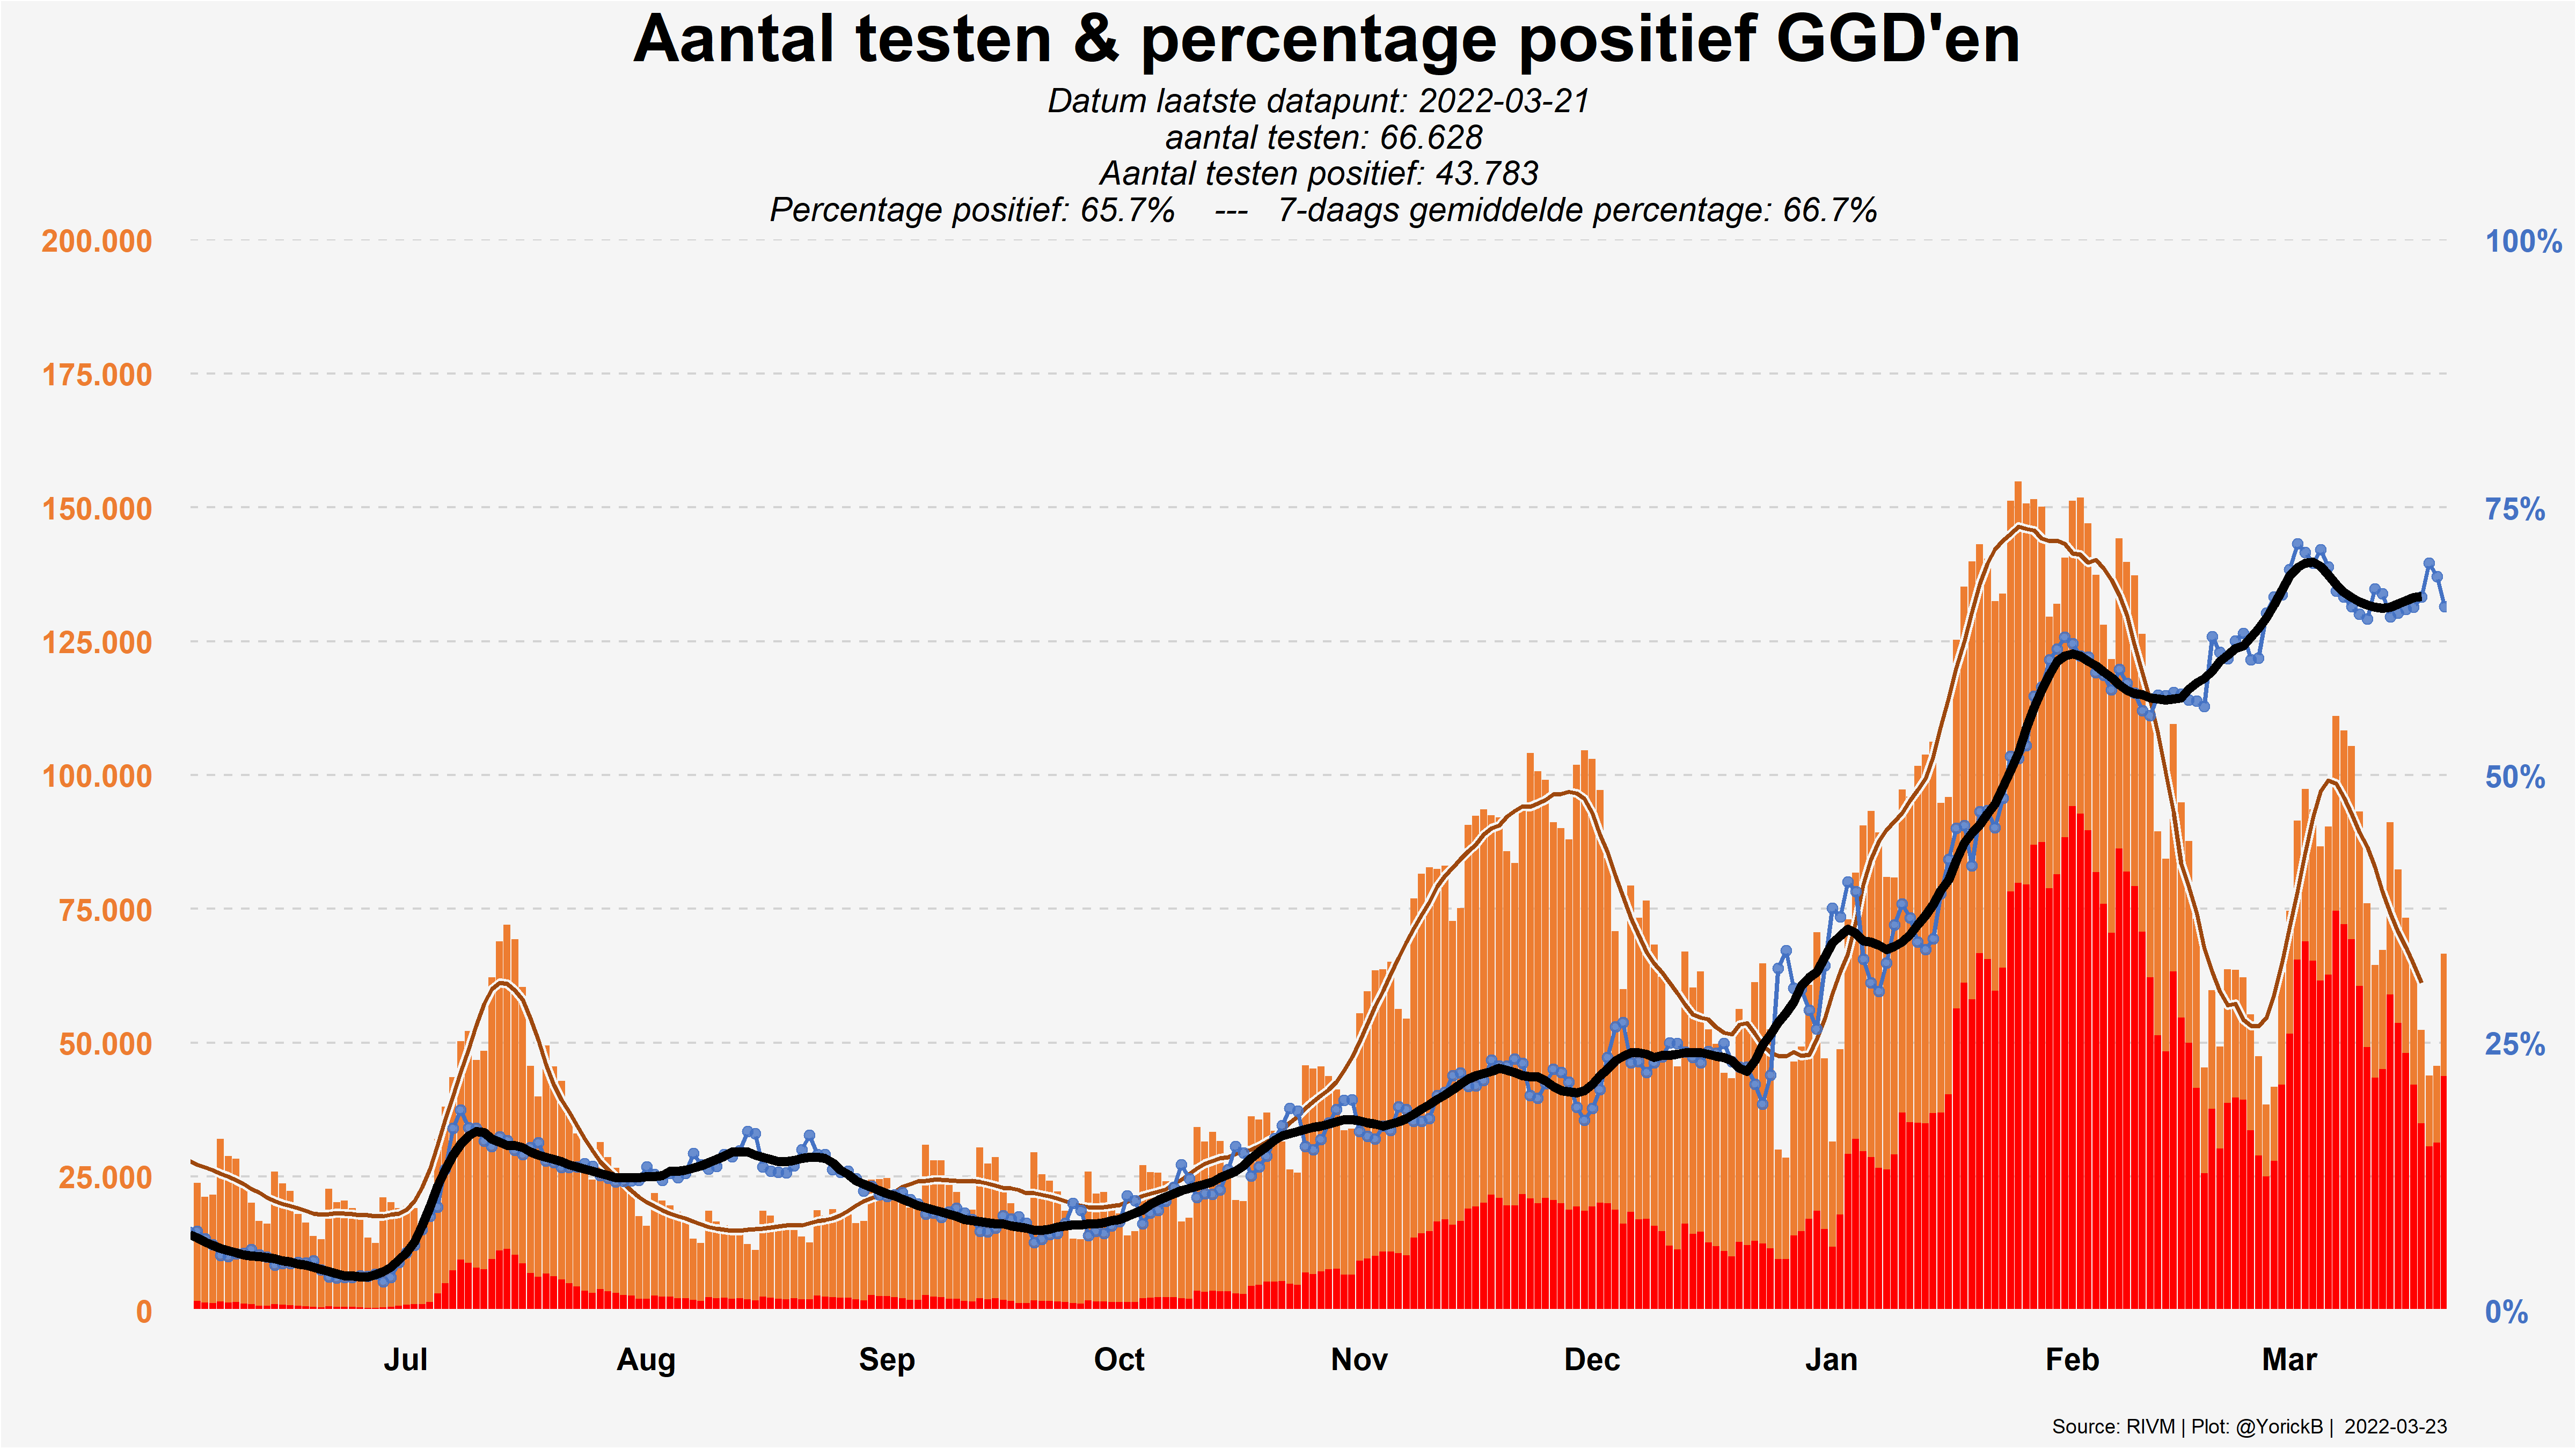 Aantal testen & percentage positief GGD'en
Datum laatste datapunt: 2022-03-21
aantal testen: 66.628
Aantal testen positief: 43.783
Percentage positief: 65.7% --- 7-daags gemiddelde percentage: 66.7%
200.000 100%
175.000
150.000 75%
125.000
100.000 50%
75.000
50.000 25%
25.000
0 0%
Jul Aug Sep Oct Nov Dec Jan Feb Mar
Source: RIVM | Plot: @YorickB | 2022-03-23